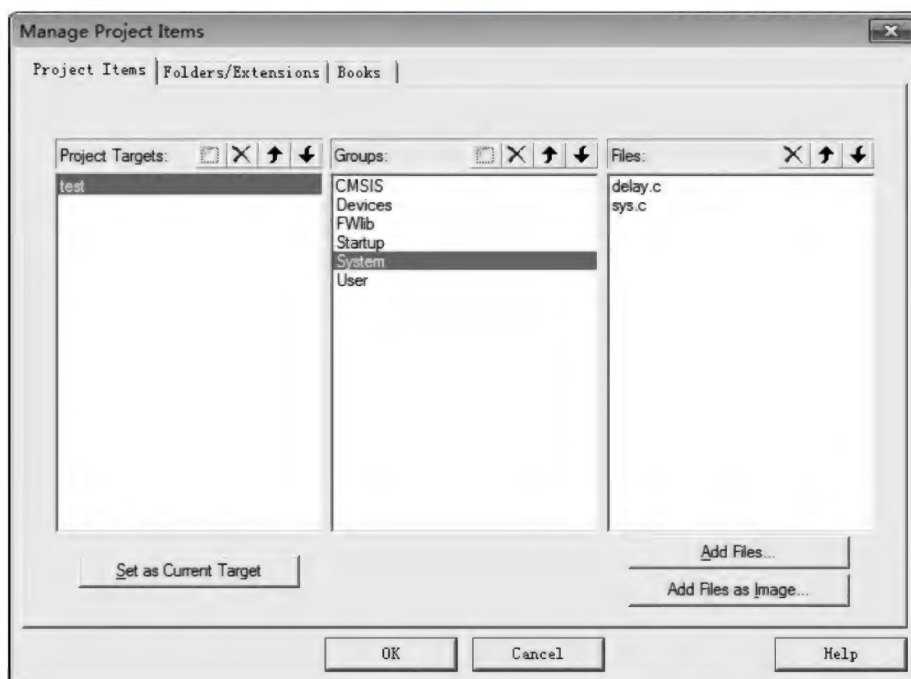 Manage Project Items
Project Items Folders/Extensions Books
Project Targets: Groups: Files:
test CMSIS delay.c
Devices sys.c
FWlib
Startup
System
User
Set as Current Target
Add Files...
Add Files as Image...
OK Cancel Help